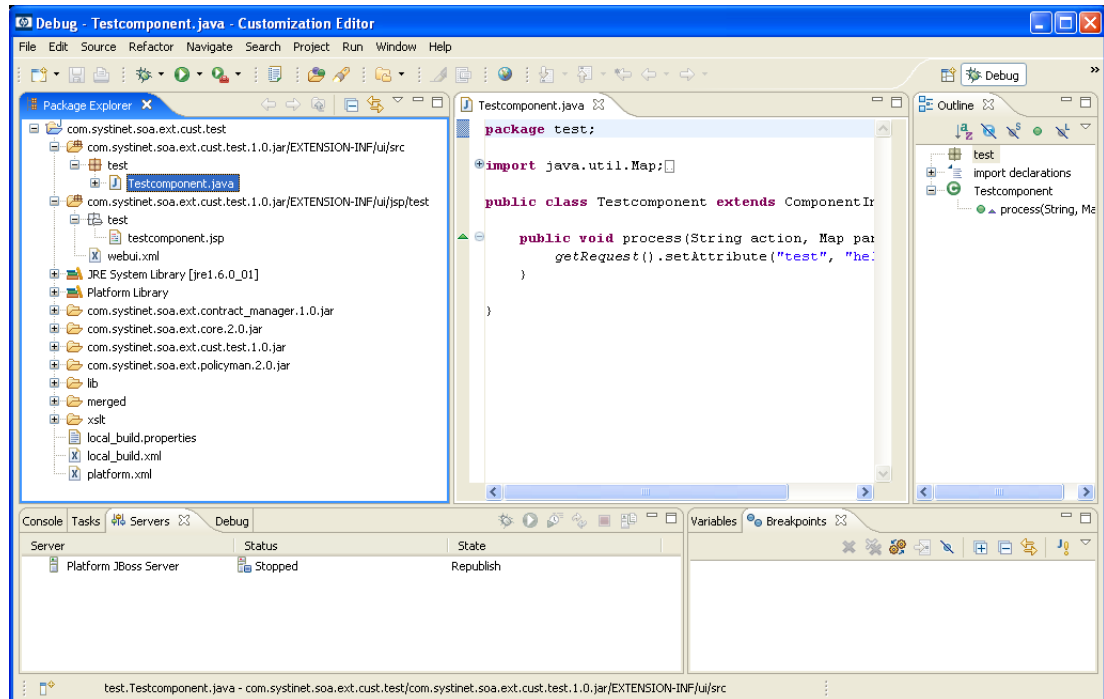 Debug - Testcomponent.java - Customization Editor
File Edit Source Refactor Navigate Search Project Run Window Help
Debug
Package Explorer
com.systinet.soa.ext.cust.test
com.systinet.soa.ext.cust.test.1.0.jar/EXTENSION-INF/ui/src
test
Testcomponent.java
com.systinet.soa.ext.cust.test.1.0.jar/EXTENSION-INF/ui/jsp/test
test
testcomponent.jsp
webui.xml
JRE System Library [jre1.6.0_01]
Platform Library
com.systinet.soa.ext.contract_manager.1.0.jar
com.systinet.soa.ext.core.2.0.jar
com.systinet.soa.ext.cust.test.1.0.jar
com.systinet.soa.ext.policyman.2.0.jar
lib
merged
xslt
local_build.properties
local_build.xml
platform.xml
Testcomponent.java
package test;
import java.util.Map;
public class Testcomponent extends ComponentIr
public void process(String action, Map par
getRequest().setAttribute("test", "hel
}
}
Outline
test
import declarations
Testcomponent
process(String, Ma
Console Tasks Servers Debug
Server Status State
Platform JBoss Server Stopped Republish
Variables Breakpoints
test.Testcomponent.java - com.systinet.soa.ext.cust.test/com.systinet.soa.ext.cust.test.1.0.jar/EXTENSION-INF/ui/src